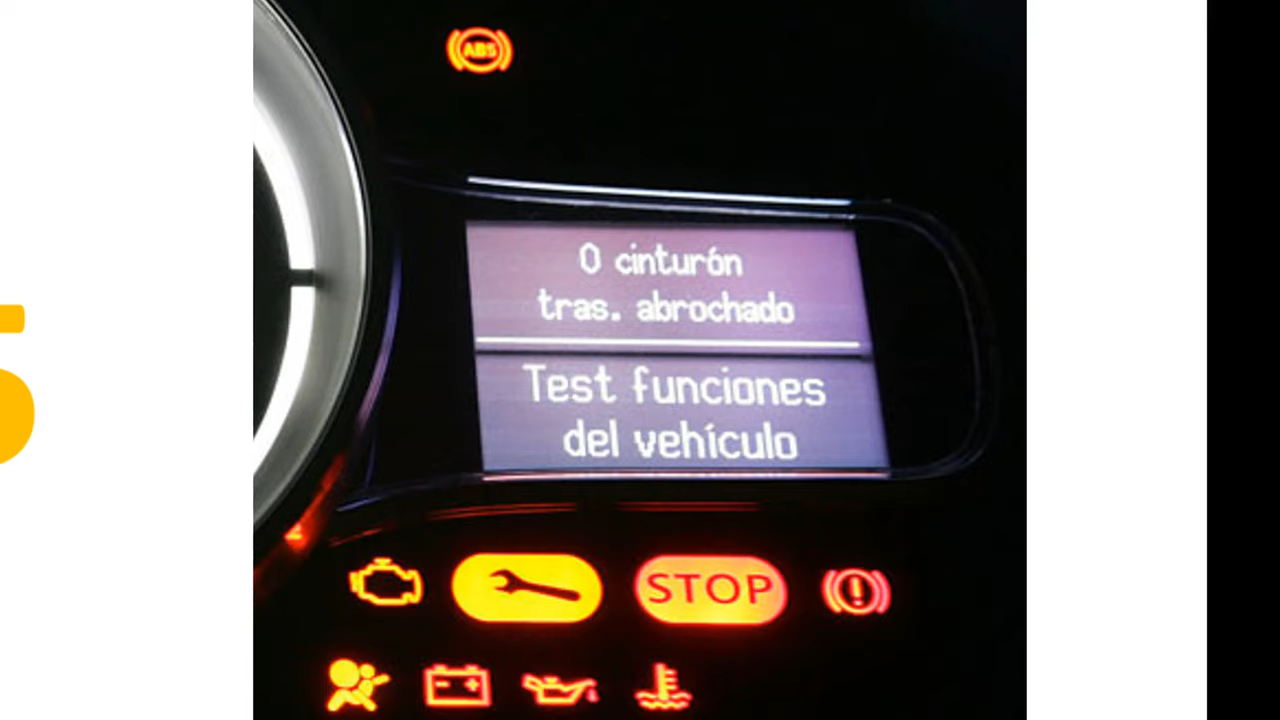 ABS
0 cinturón
tras. abrochado
Test funciones
del vehículo
STOP